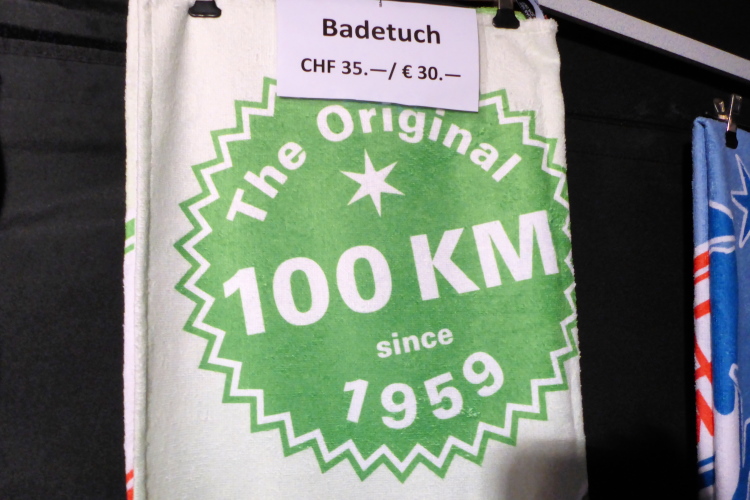 Badetuch
CHF 35.—/ € 30.—
The Original
100 KM
since
1959